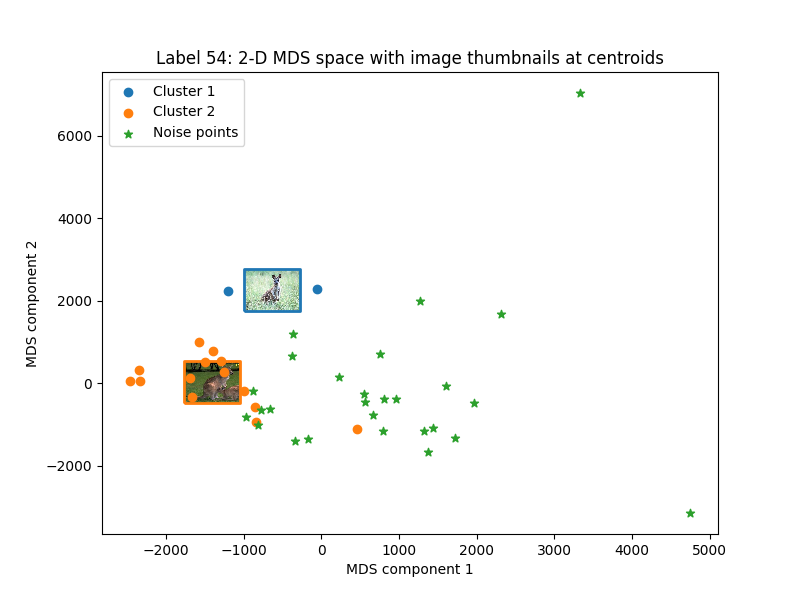 Label 54: 2-D MDS space with image thumbnails at centroids
Cluster 1
Cluster 2
Noise points
MDS component 2
6000
4000
2000
0
−2000
−2000
−1000
0
1000
2000
3000
4000
5000
MDS component 1